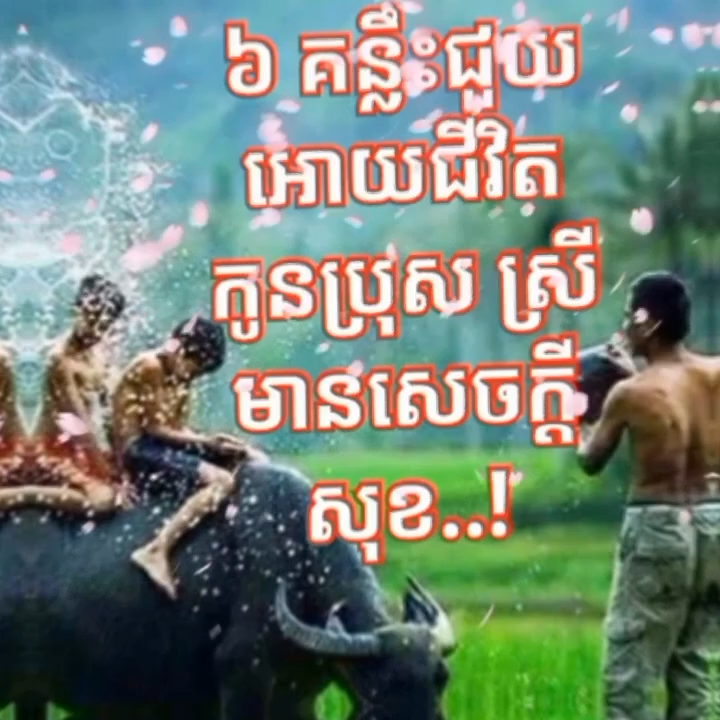 ៦ គន្លឹះជួយ
អោយជីវិត
កូនប្រុស ស្រី
មានសេចក្ដី
សុខ..!